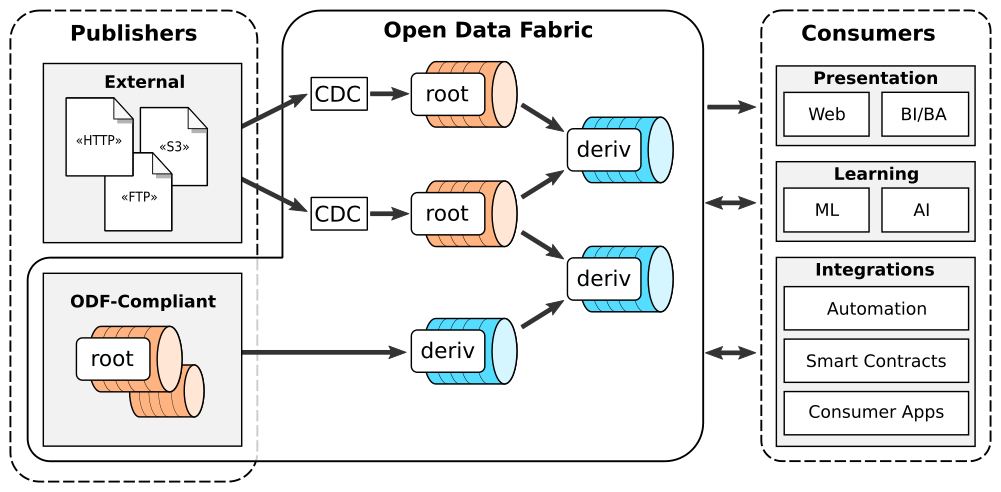 Publishers
External
«HTTP»
«S3»
«FTP»
ODF-Compliant
root
Open Data Fabric
CDC
root
deriv
CDC
root
deriv
deriv
Consumers
Presentation
Web
BI/BA
Learning
ML
AI
Integrations
Automation
Smart Contracts
Consumer Apps